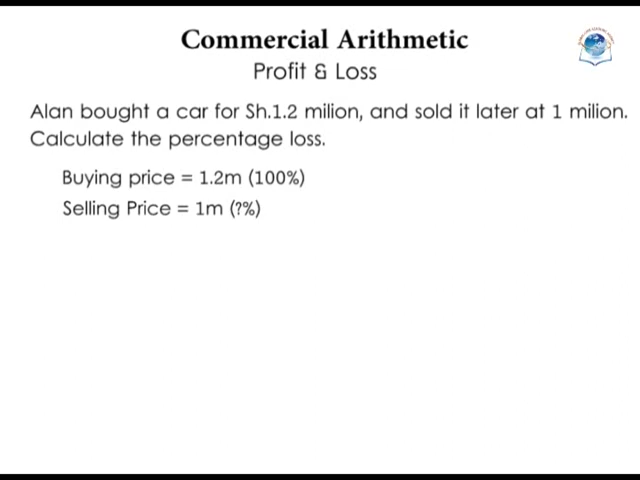 Commercial Arithmetic
Profit & Loss
Alan bought a car for Sh.1.2 milion, and sold it later at 1 milion.
Calculate the percentage loss.
Buying price = 1.2m (100%)
Selling Price = 1m (?%)